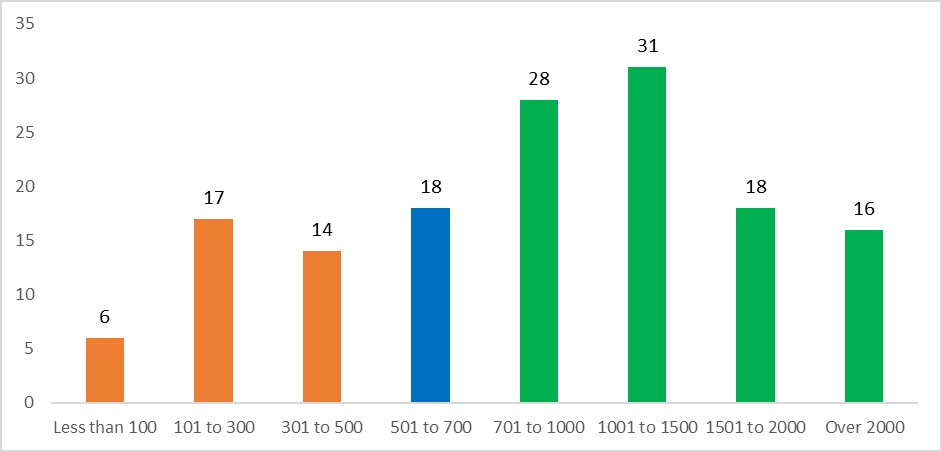 35
30
25
20
15
10
5
0
6
17
14
18
28
31
18
16
Less than 100
101 to 300
301 to 500
501 to 700
701 to 1000
1001 to 1500
1501 to 2000
Over 2000